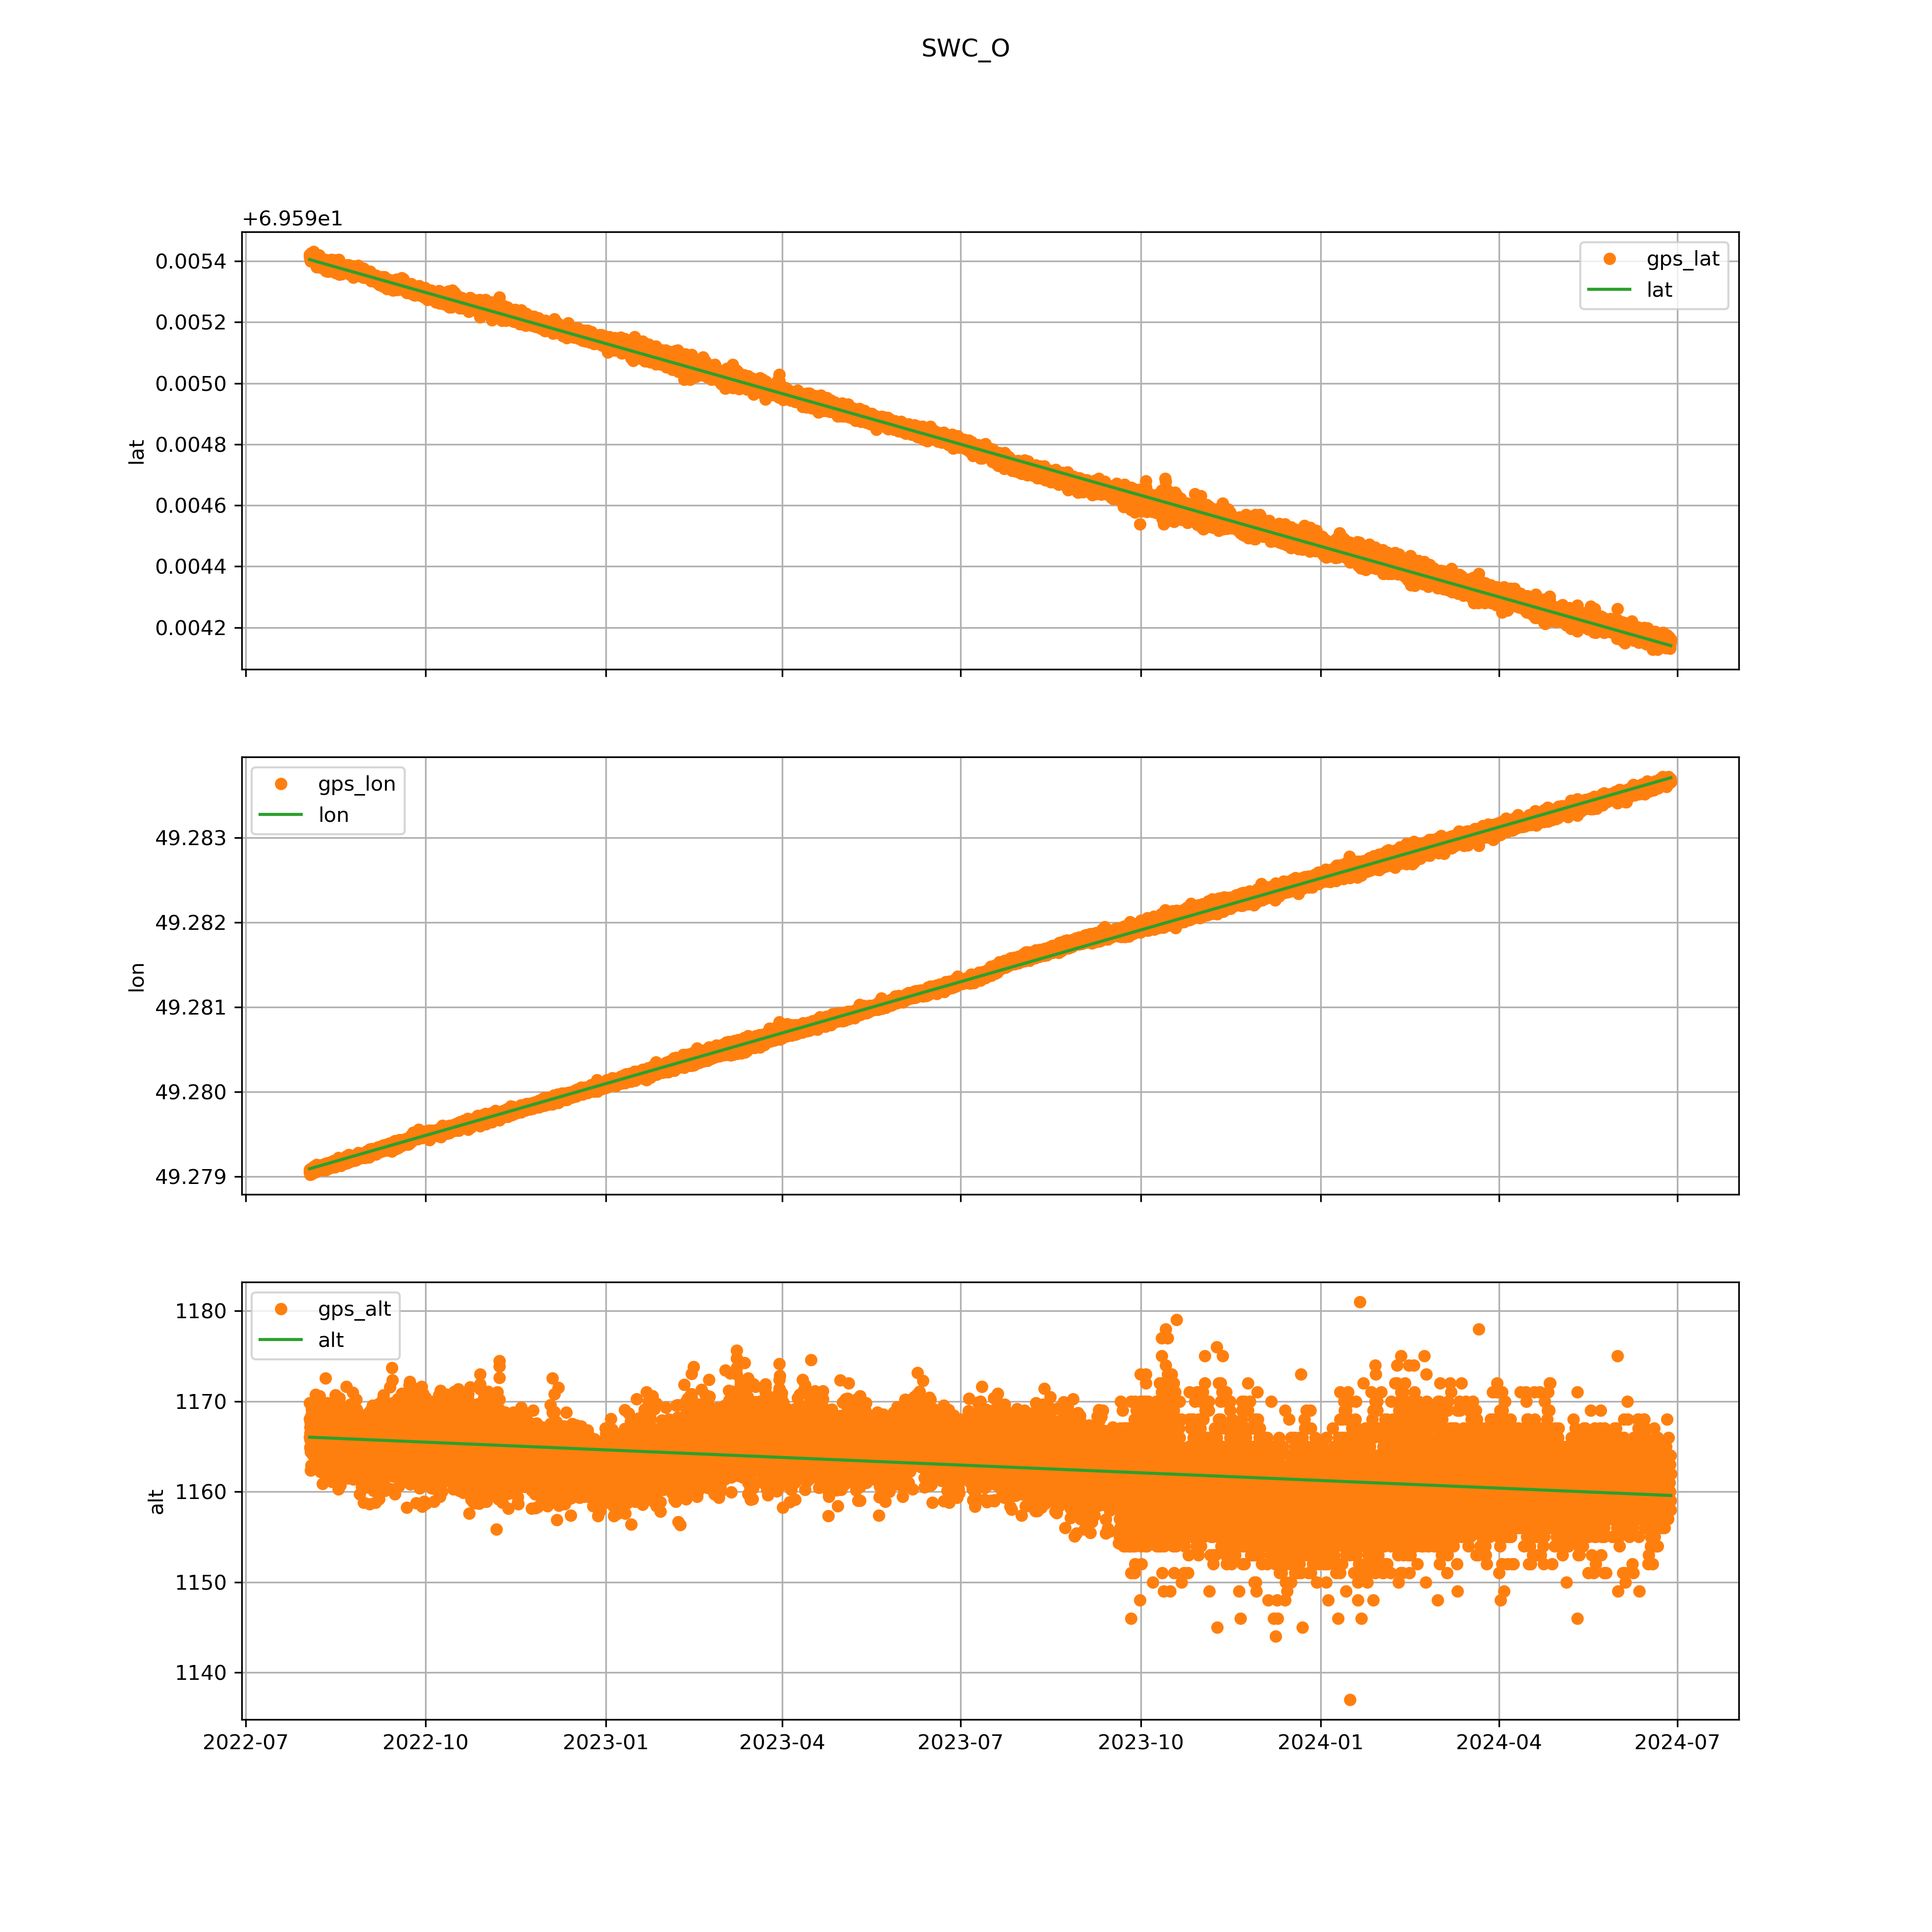 SWC_O
+6.959e1
0.0054
0.0052
0.0050
0.0048
0.0046
0.0044
0.0042
lat
gps_lat
lat
49.283
49.282
49.281
49.280
49.279
lon
gps_lon
lon
1180
1170
1160
1150
1140
alt
gps_alt
alt
2022-07 2022-10 2023-01 2023-04 2023-07 2023-10 2024-01 2024-04 2024-07